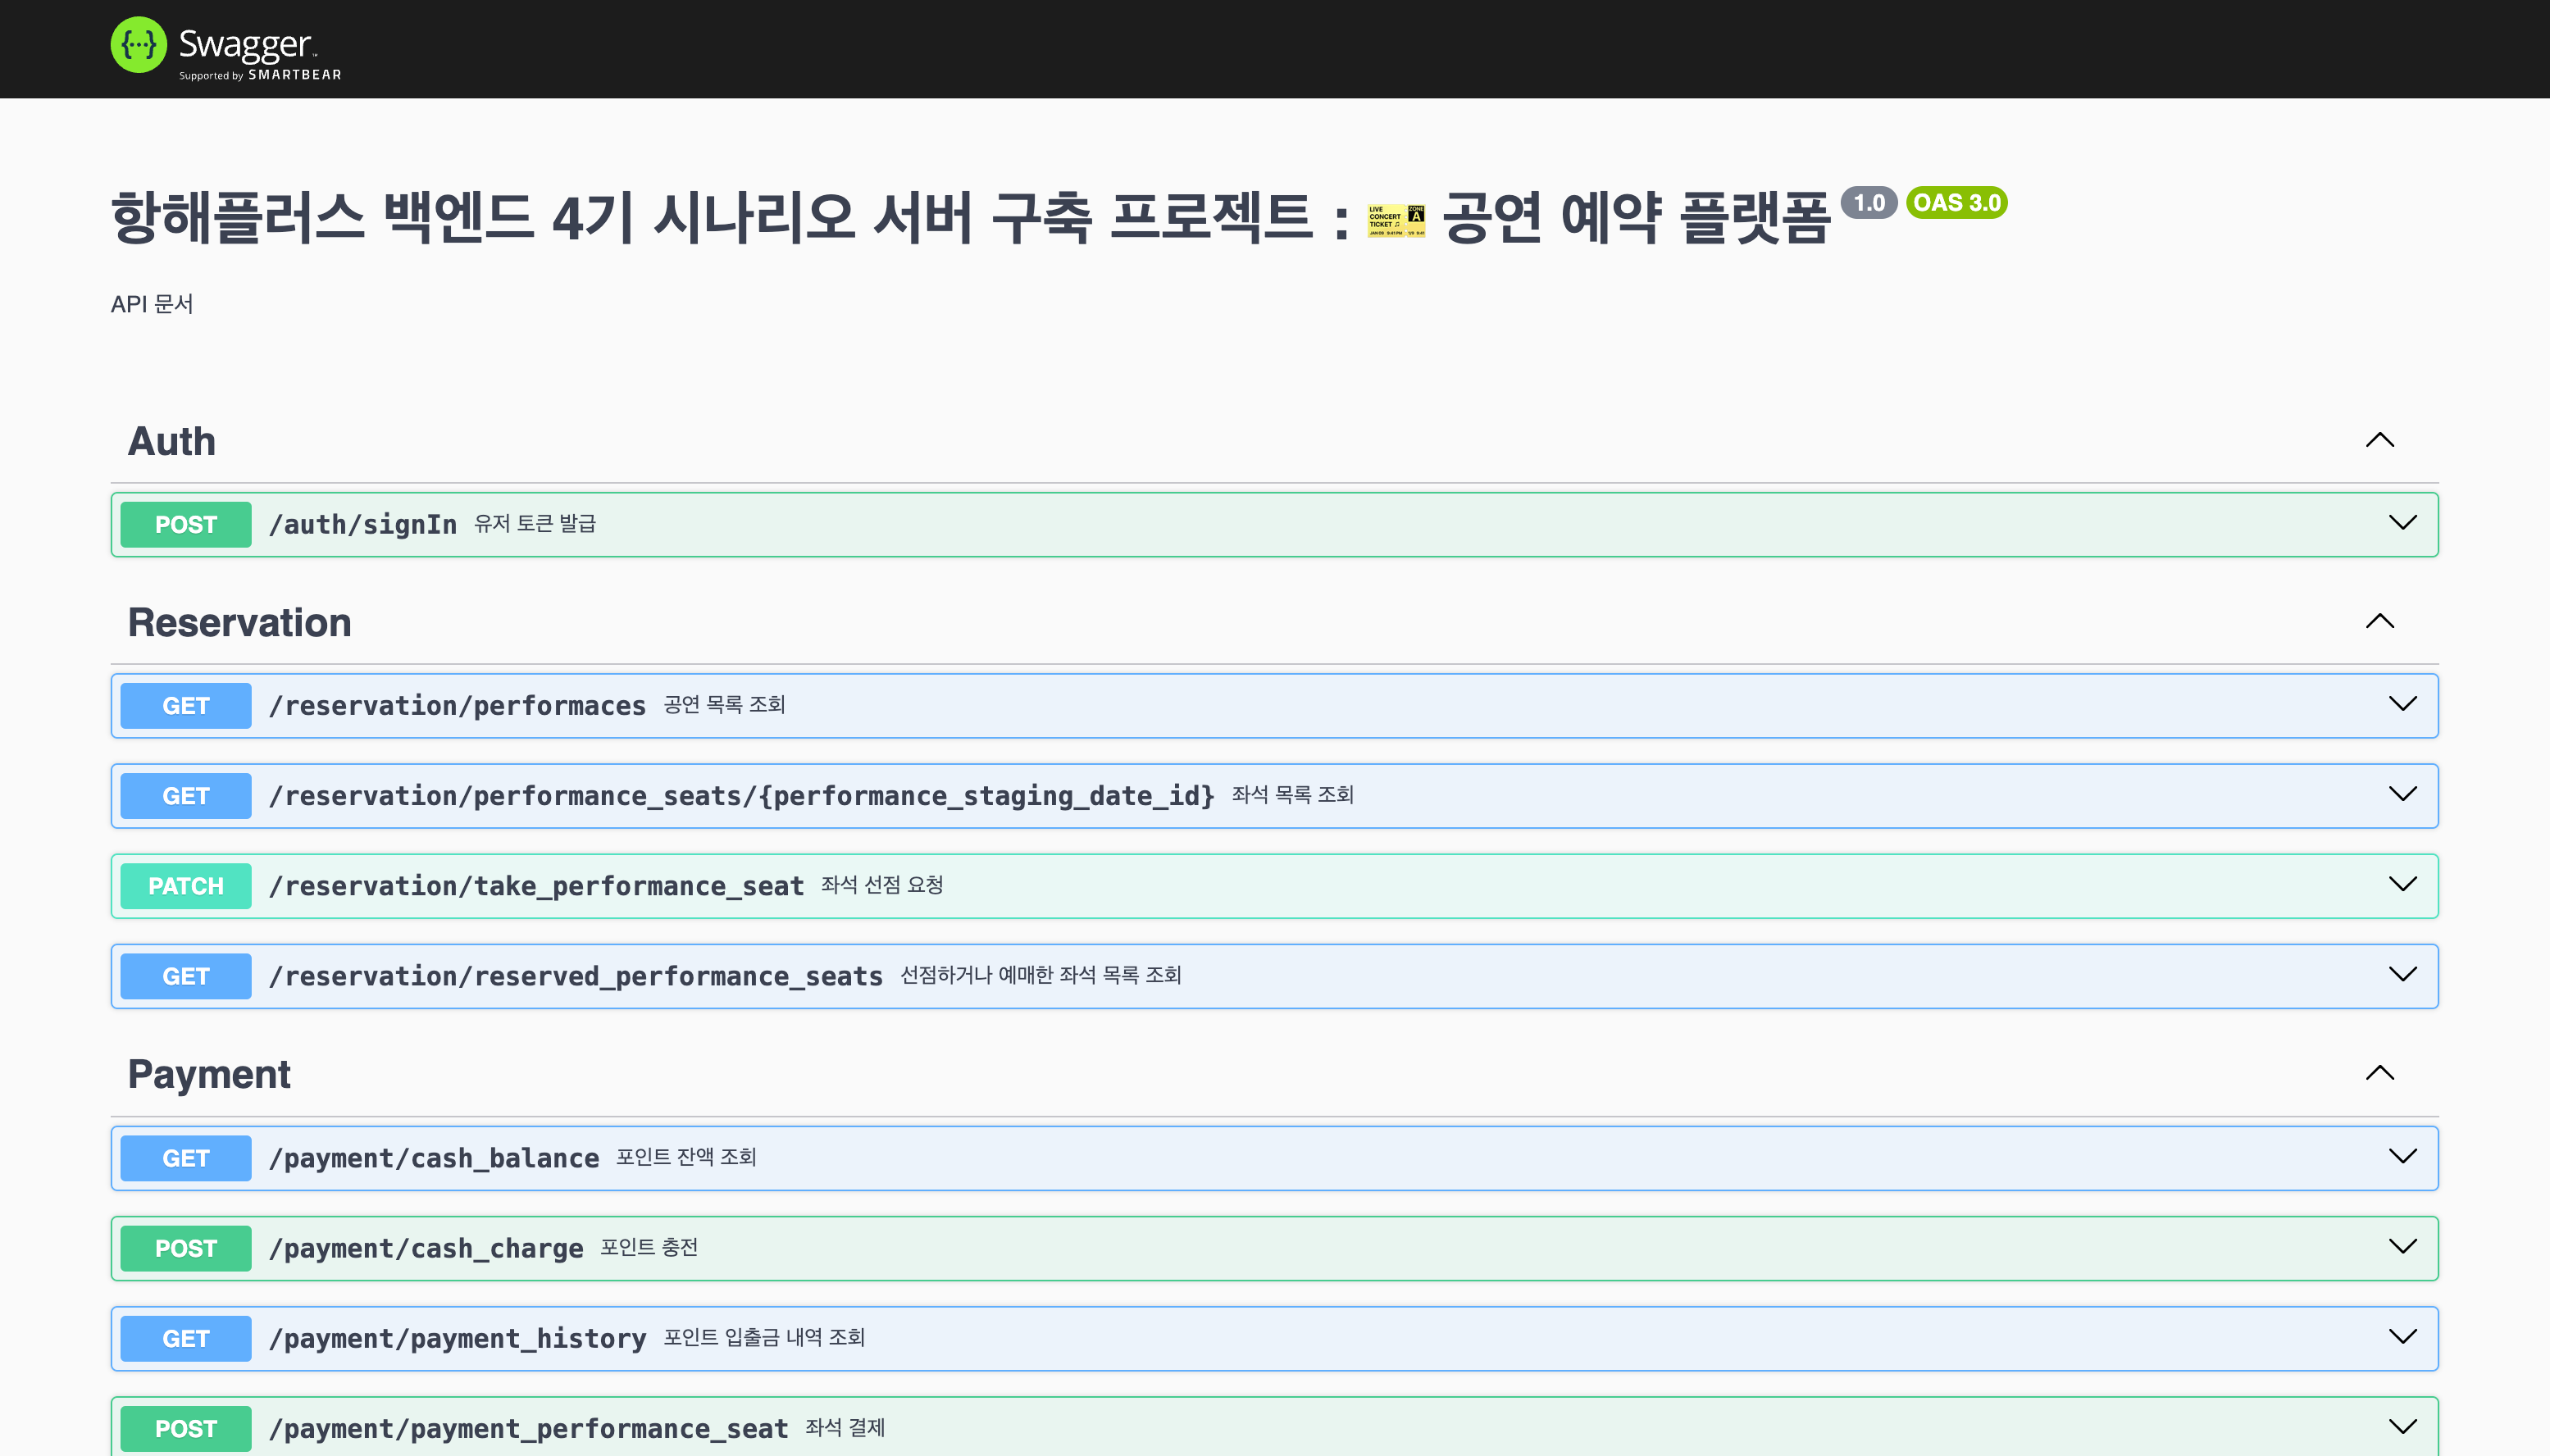 Swagger
Supported by SMARTBEAR
항해플러스 백엔드 4기 시나리오 서버 구축 프로젝트 : 🎫 공연 예약 플랫폼 1.0 OAS 3.0
API 문서
Auth
POST /auth/signIn 유저 토큰 발급
Reservation
GET /reservation/performaces 공연 목록 조회
GET /reservation/performance_seats/{performance_staging_date_id} 좌석 목록 조회
PATCH /reservation/take_performance_seat 좌석 선점 요청
GET /reservation/reserved_performance_seats 선점하거나 예매한 좌석 목록 조회
Payment
GET /payment/cash_balance 포인트 잔액 조회
POST /payment/cash_charge 포인트 충전
GET /payment/payment_history 포인트 입출금 내역 조회
POST /payment/payment_performance_seat 좌석 결제